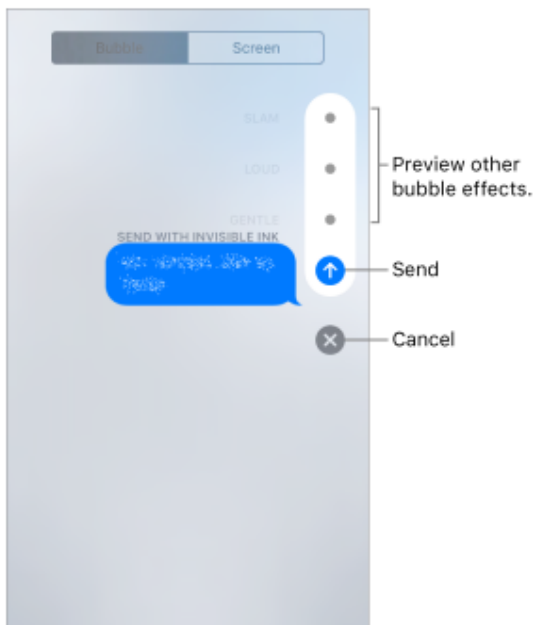 Bubble
Screen
SLAM
LOUD
GENTLE
SEND WITH INVISIBLE INK
Preview other
bubble effects.
Send
Cancel